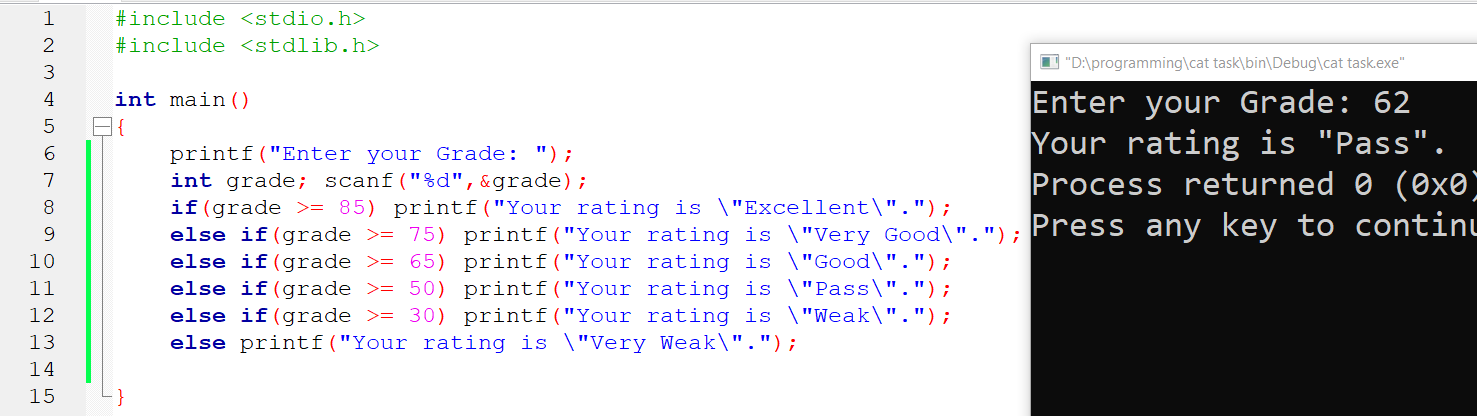 1 #include <stdio.h>
2 #include <stdlib.h>
3
4 int main()
5 {
6 printf("Enter your Grade: ");
7 int grade; scanf("%d",&grade);
8 if(grade >= 85) printf("Your rating is \"Excellent\".");
9 else if(grade >= 75) printf("Your rating is \"Very Good\".");
10 else if(grade >= 65) printf("Your rating is \"Good\".");
11 else if(grade >= 50) printf("Your rating is \"Pass\".");
12 else if(grade >= 30) printf("Your rating is \"Weak\".");
13 else printf("Your rating is \"Very Weak\".");
14
15 }
"D:\programming\cat task\bin\Debug\cat task.exe"
Enter your Grade: 62
Your rating is "Pass".
Process returned 0 (0x0)
Press any key to continu